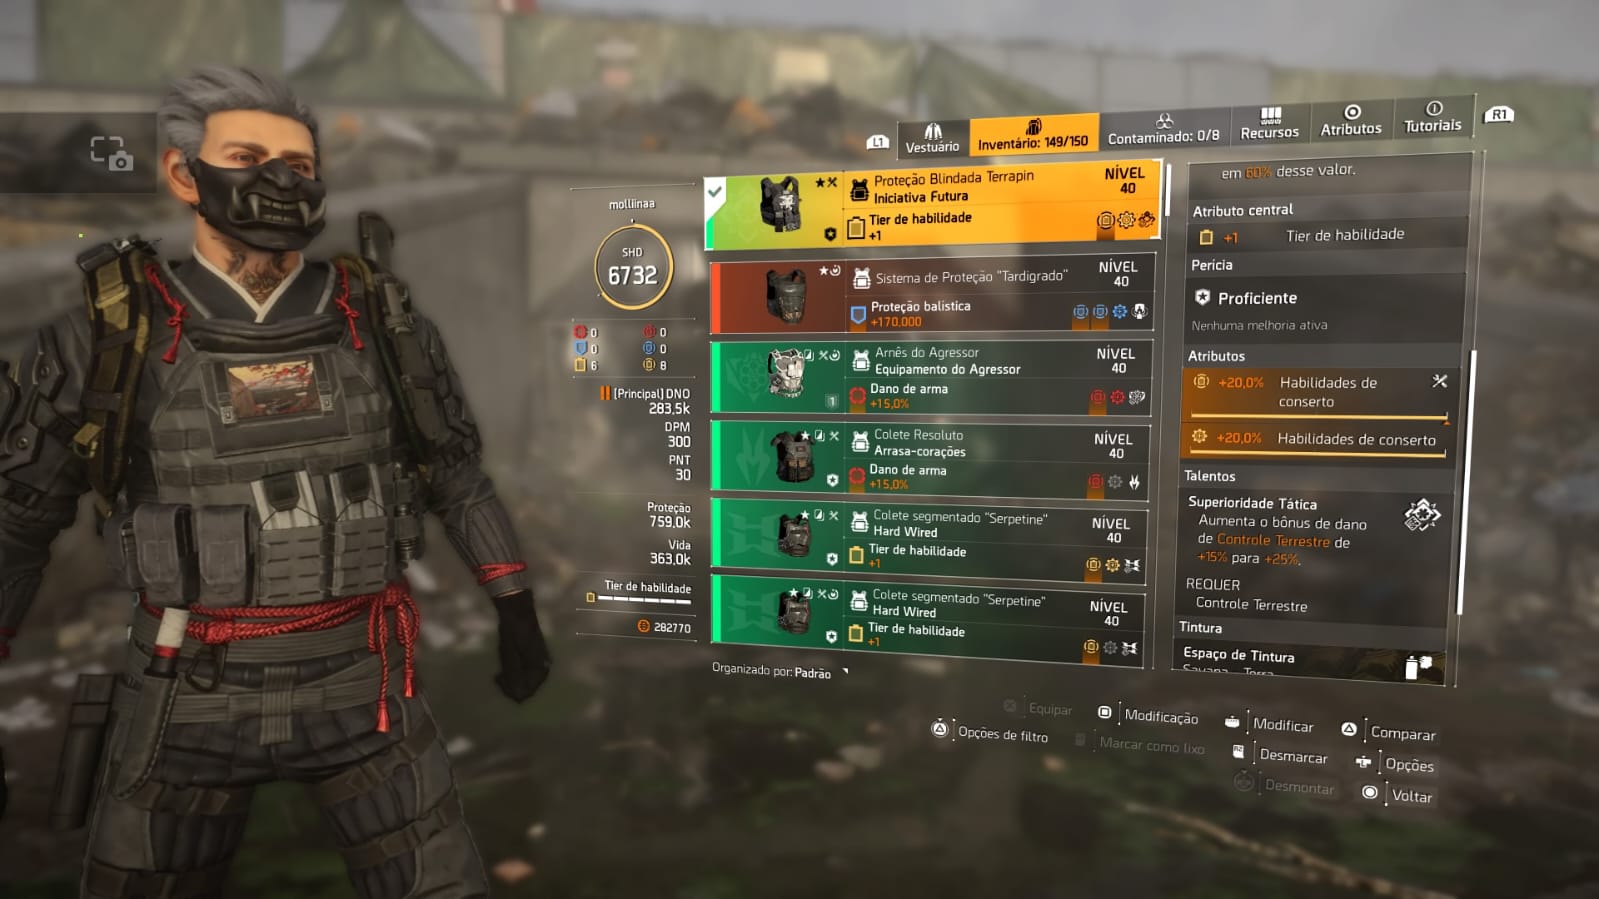 L1
Vestuário
Inventário: 149/150
Contaminado: 0/8
Recursos
Atributos
Tutoriais
R1
molliinaa
SHD
6732
0
0
0
0
6
8
[Principal] DNO
283,5k
DPM
300
PNT
30
Proteção
759,0k
Vida
363,0k
Tier de habilidade
282770
Proteção Blindada Terrapin
Iniciativa Futura
NÍVEL
40
Tier de habilidade
+1
Sistema de Proteção "Tardigrado"
NÍVEL
40
Proteção balística
+170.000
Arnês do Agressor
Equipamento do Agressor
NÍVEL
40
Dano de arma
+15,0%
1
Colete Resoluto
Arrasa-corações
NÍVEL
40
Dano de arma
+15,0%
Colete segmentado "Serpetine"
Hard Wired
NÍVEL
40
Tier de habilidade
+1
Colete segmentado "Serpetine"
Hard Wired
NÍVEL
40
Tier de habilidade
+1
Organizado por: Padrão
em 60% desse valor.
Atributo central
+1 Tier de habilidade
Perícia
Proficiente
Nenhuma melhoria ativa
Atributos
+20,0% Habilidades de
conserto
+20,0% Habilidades de conserto
Talentos
Superioridade Tática
Aumenta o bônus de dano
de Controle Terrestre de
+15% para +25%.
REQUER
Controle Terrestre
Tintura
Espaço de Tintura
Savana - Terra
Equipar
Modificação
Modificar
Comparar
Opções de filtro
Marcar como lixo
R2
Desmarcar
Opções
Desmontar
Voltar